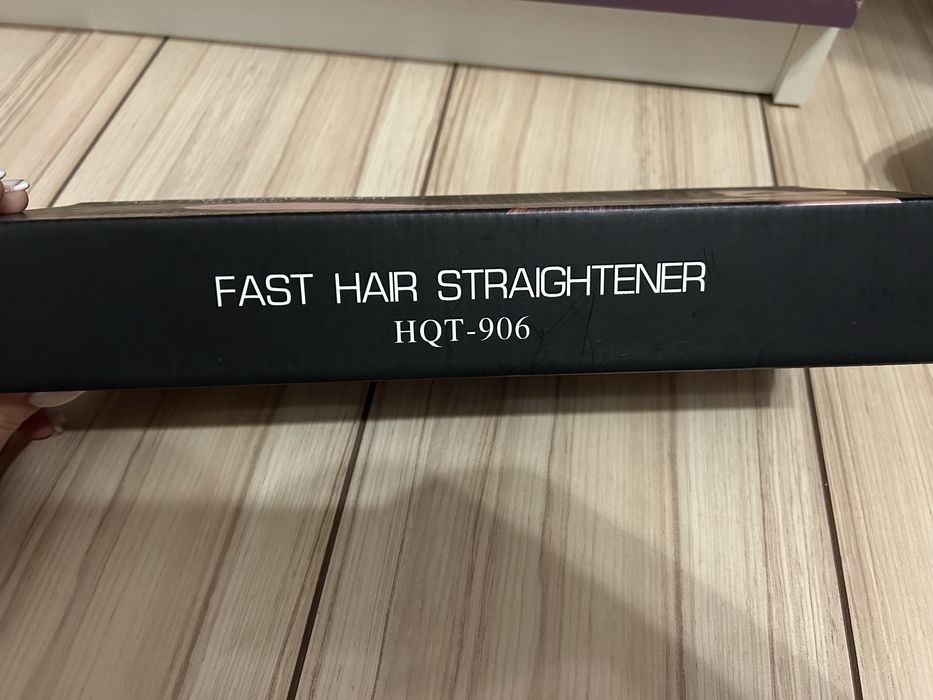 FAST HAIR STRAIGHTENER
HQT-906